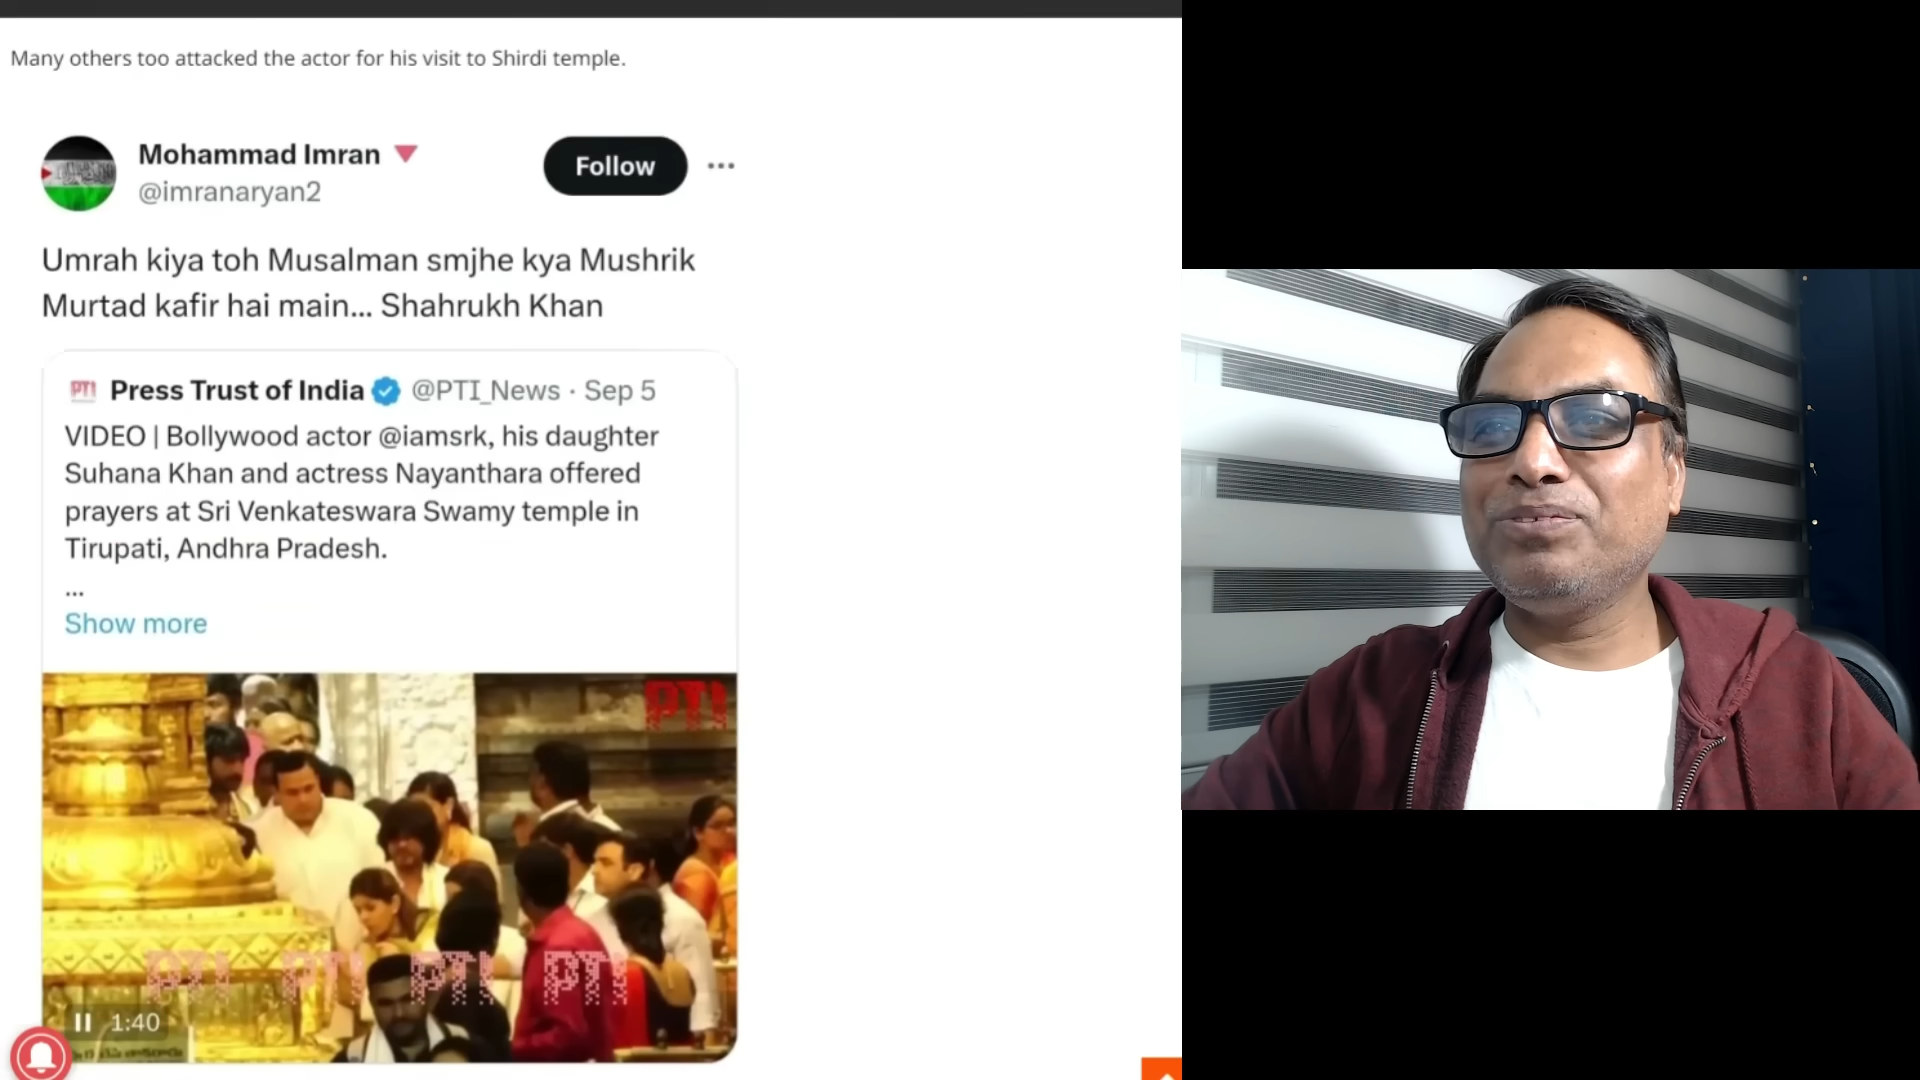 Many others too attacked the actor for his visit to Shirdi temple.
Mohammad Imran
@imranaryan2
Follow
Umrah kiya toh Musalman smjhe kya Mushrik
Murtad kafir hai main... Shahrukh Khan
PTI
Press Trust of India @PTI_News · Sep 5
VIDEO | Bollywood actor @iamsrk, his daughter
Suhana Khan and actress Nayanthara offered
prayers at Sri Venkateswara Swamy temple in
Tirupati, Andhra Pradesh.
...
Show more
PTI
PTI PTI PTI PTI
1:40